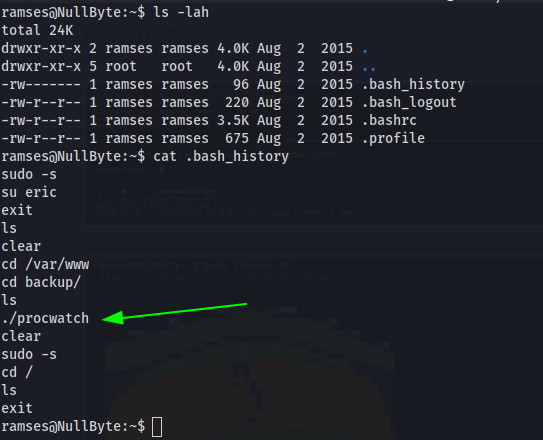 ramses@NullByte:~$ ls -lah
total 24K
drwxr-xr-x 2 ramses ramses 4.0K Aug  2  2015 .
drwxr-xr-x 5 root   root   4.0K Aug  2  2015 ..
-rw------- 1 ramses ramses   96 Aug  2  2015 .bash_history
-rw-r--r-- 1 ramses ramses  220 Aug  2  2015 .bash_logout
-rw-r--r-- 1 ramses ramses 3.5K Aug  2  2015 .bashrc
-rw-r--r-- 1 ramses ramses  675 Aug  2  2015 .profile
ramses@NullByte:~$ cat .bash_history
sudo -s
su eric
exit
ls
clear
cd /var/www
cd backup/
ls
./procwatch
clear
sudo -s
cd /
ls
exit
ramses@NullByte:~$